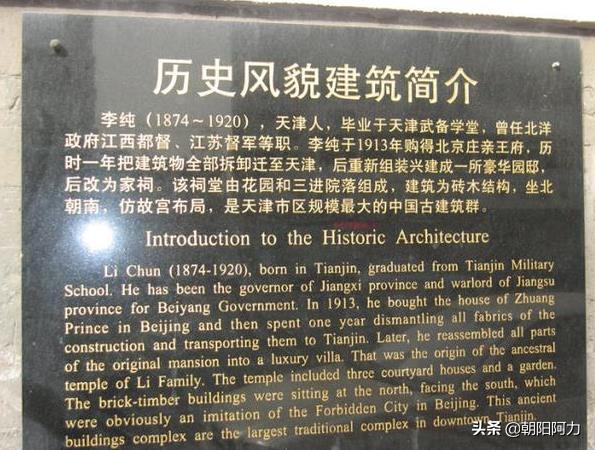 历史风貌建筑简介
李纯（1874～1920），天津人，毕业于天津武备学堂，曾任北洋
政府江西都督、江苏督军等职。李纯于1913年购得北京庄亲王府，历
时一年把建筑物全部拆卸迁至天津，后重新组装兴建成一所豪华园邸，
后改为家祠。该祠堂由花园和三进院落组成，建筑为砖木结构，坐北
朝南，仿故宫布局，是天津市区规模最大的中国古建筑群。
Introduction to the Historic Architecture
Li Chun (1874-1920), born in Tianjin, graduated from Tianjin Military
School. He has been the governor of Jiangxi province and warlord of Jiangsu
province for Beiyang Government. In 1913, he bought the house of Zhuang
Prince in Beijing and then spent one year dismantling all fabrics of the
construction and transporting them to Tianjin. Later, he reassembled all parts
of the original mansion into a luxury villa. That was the origin of the ancestral
temple of Li Family. The temple included three courtyard houses and a garden.
The brick-timber buildings were sitting at the north, facing the south, which
were obviously an imitation of the Forbidden City in Beijing. This ancient
buildings complex are the largest traditional complex in downtown Tianjin.
头条 @朝阳阿力